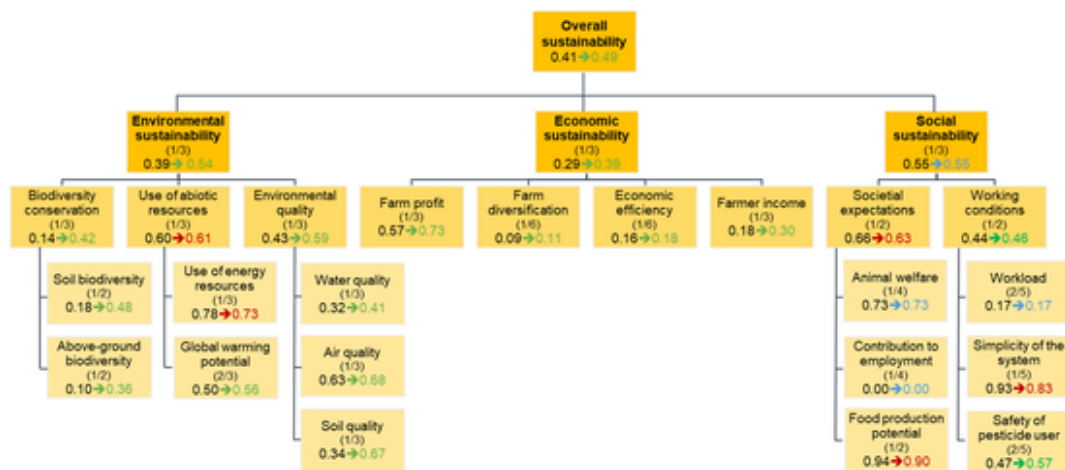 Overall
sustainability
0.41→0.49
Environmental
sustainability
(1/3)
0.39→0.54
Economic
sustainability
(1/3)
0.29→0.39
Social
sustainability
(1/3)
0.55→0.55
Biodiversity
conservation
(1/3)
0.14→0.42
Use of abiotic
resources
(1/3)
0.60→0.61
Environmental
quality
(1/3)
0.43→0.59
Farm profit
(1/3)
0.57→0.73
Farm
diversification
(1/6)
0.09→0.11
Economic
efficiency
(1/6)
0.16→0.18
Farmer income
(1/3)
0.18→0.30
Societal
expectations
(1/2)
0.66→0.63
Working
conditions
(1/2)
0.44→0.46
Soil biodiversity
(1/2)
0.18→0.48
Use of energy
resources
(1/3)
0.78→0.73
Water quality
(1/3)
0.32→0.41
Animal welfare
(1/4)
0.73→0.73
Workload
(2/5)
0.17→0.17
Above-ground
biodiversity
(1/2)
0.10→0.36
Global warming
potential
(2/3)
0.50→0.56
Air quality
(1/3)
0.63→0.68
Contribution to
employment
(1/4)
0.00→0.00
Simplicity of the
system
(1/5)
0.93→0.83
Soil quality
(1/3)
0.34→0.67
Food production
potential
(1/2)
0.94→0.90
Safety of
pesticide user
(2/5)
0.47→0.57